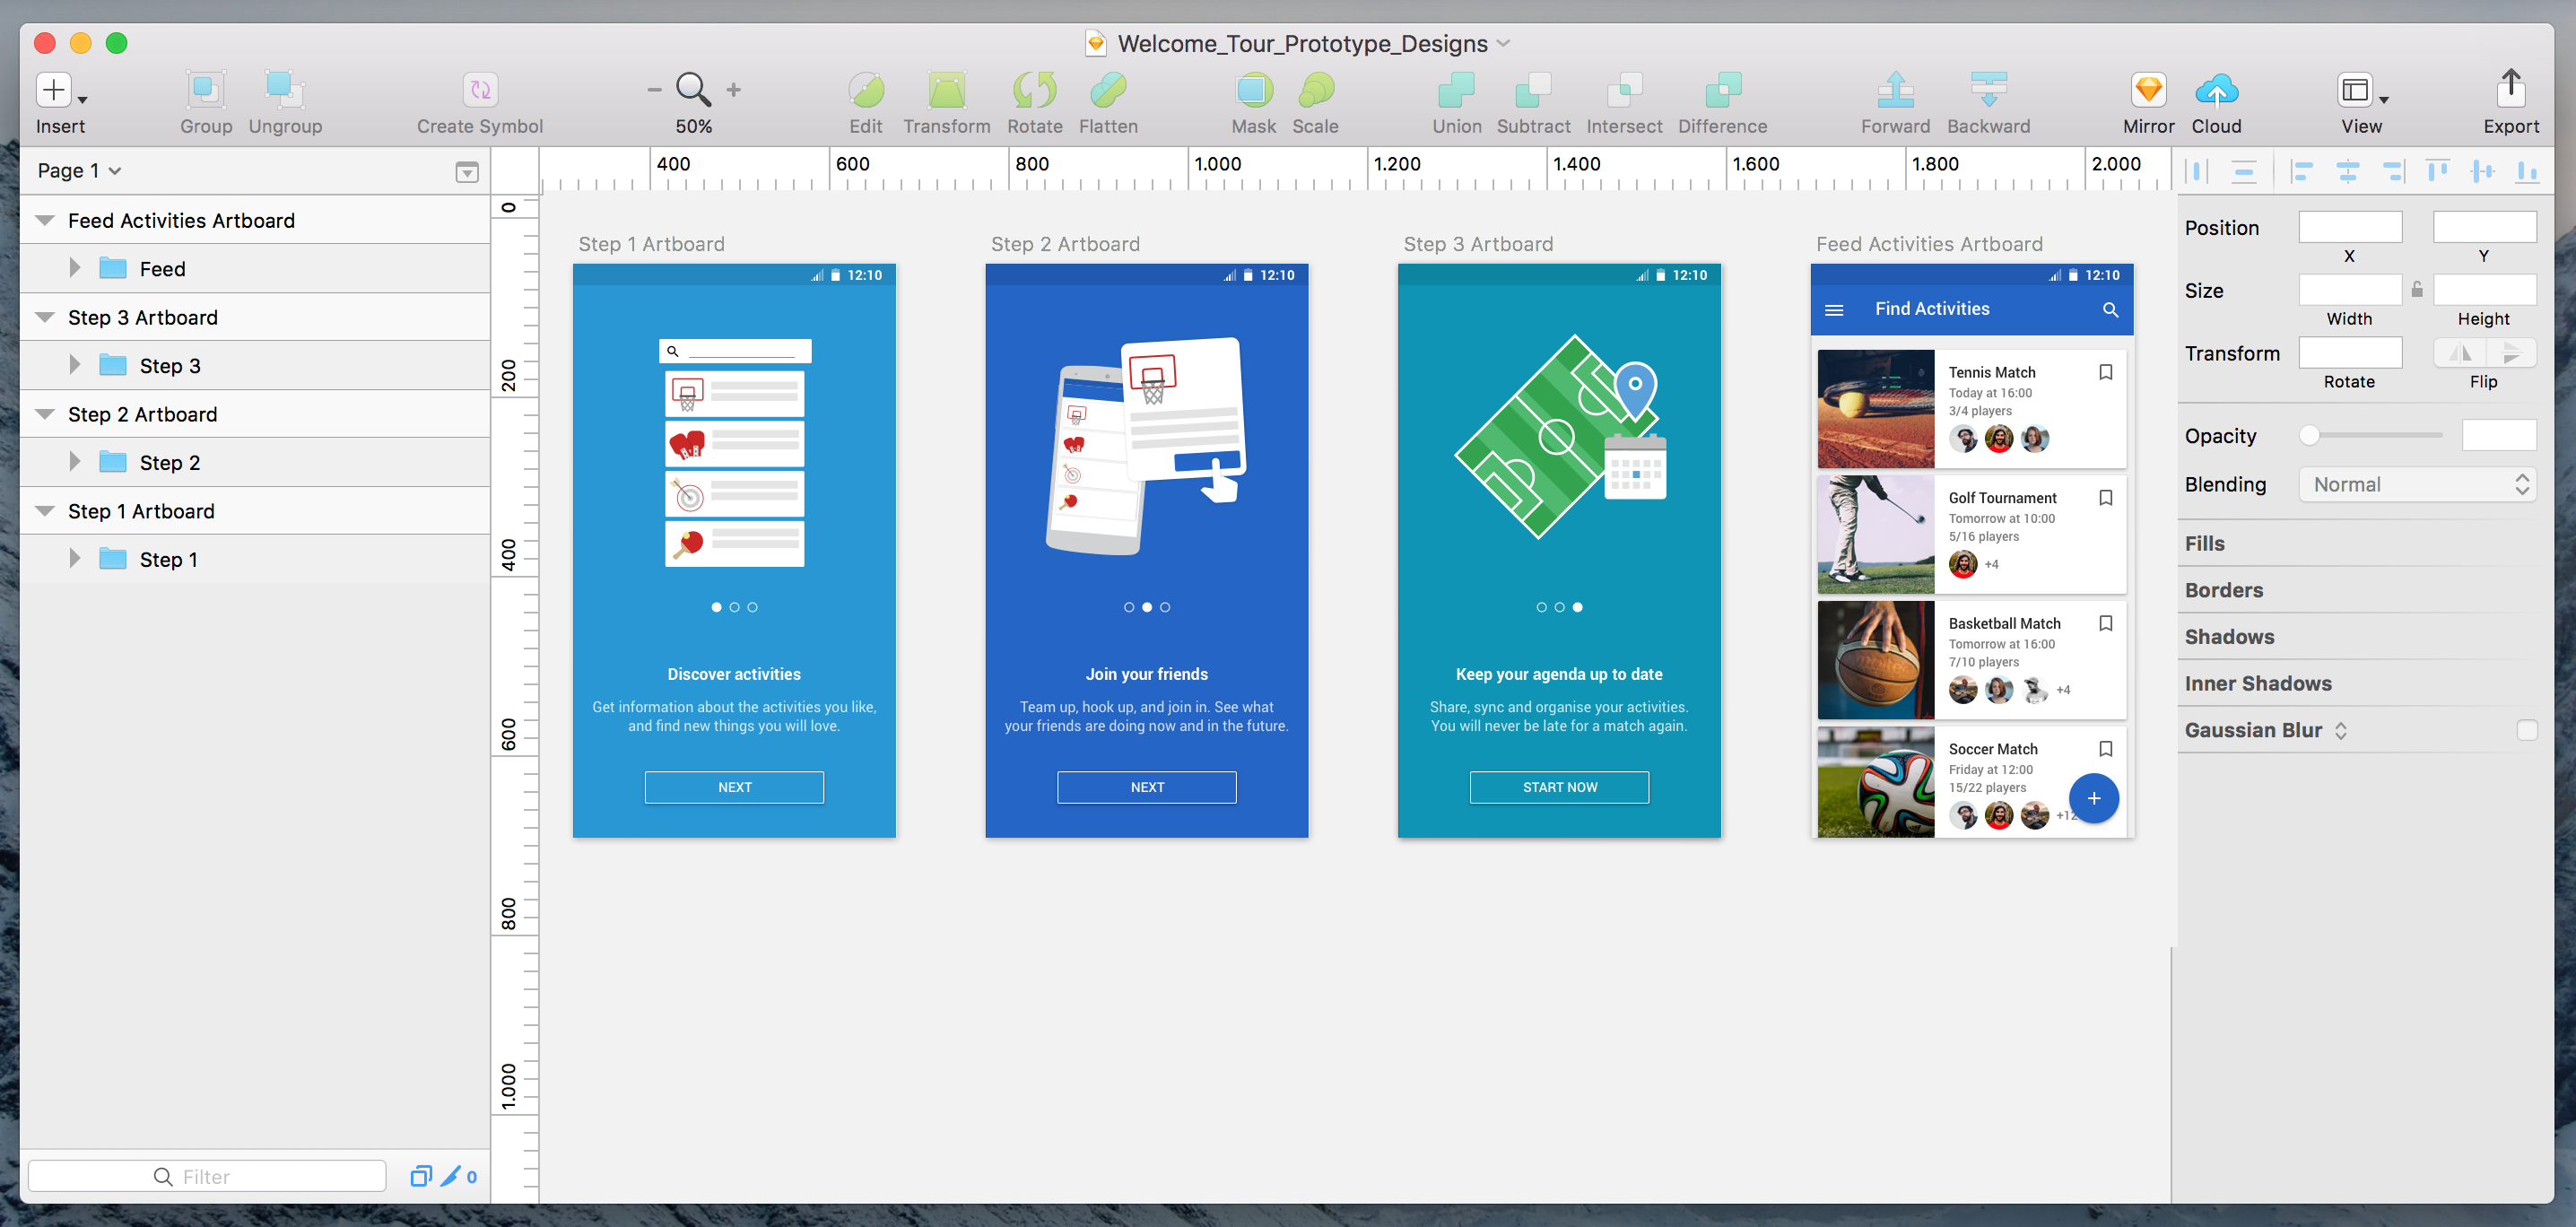 Welcome_Tour_Prototype_Designs
Insert
Group
Ungroup
Create Symbol
50%
Edit
Transform
Rotate
Flatten
Mask
Scale
Union
Subtract
Intersect
Difference
Forward
Backward
Mirror
Cloud
View
Export
Page 1
Feed Activities Artboard
Feed
Step 3 Artboard
Step 3
Step 2 Artboard
Step 2
Step 1 Artboard
Step 1
Filter
0
400
600
800
1.000
1.200
1.400
1.600
1.800
2.000
0
200
400
600
800
1.000
Step 1 Artboard
12:10
Discover activities
Get information about the activities you like,
and find new things you will love.
NEXT
Step 2 Artboard
12:10
Join your friends
Team up, hook up, and join in. See what
your friends are doing now and in the future.
NEXT
Step 3 Artboard
12:10
Keep your agenda up to date
Share, sync and organise your activities.
You will never be late for a match again.
START NOW
Feed Activities Artboard
12:10
Find Activities
Tennis Match
Today at 16:00
3/4 players
Golf Tournament
Tomorrow at 10:00
5/16 players
+4
Basketball Match
Tomorrow at 16:00
7/10 players
+4
Soccer Match
Friday at 12:00
15/22 players
+12
Position
X
Y
Size
Width
Height
Transform
Rotate
Flip
Opacity
Blending
Normal
Fills
Borders
Shadows
Inner Shadows
Gaussian Blur